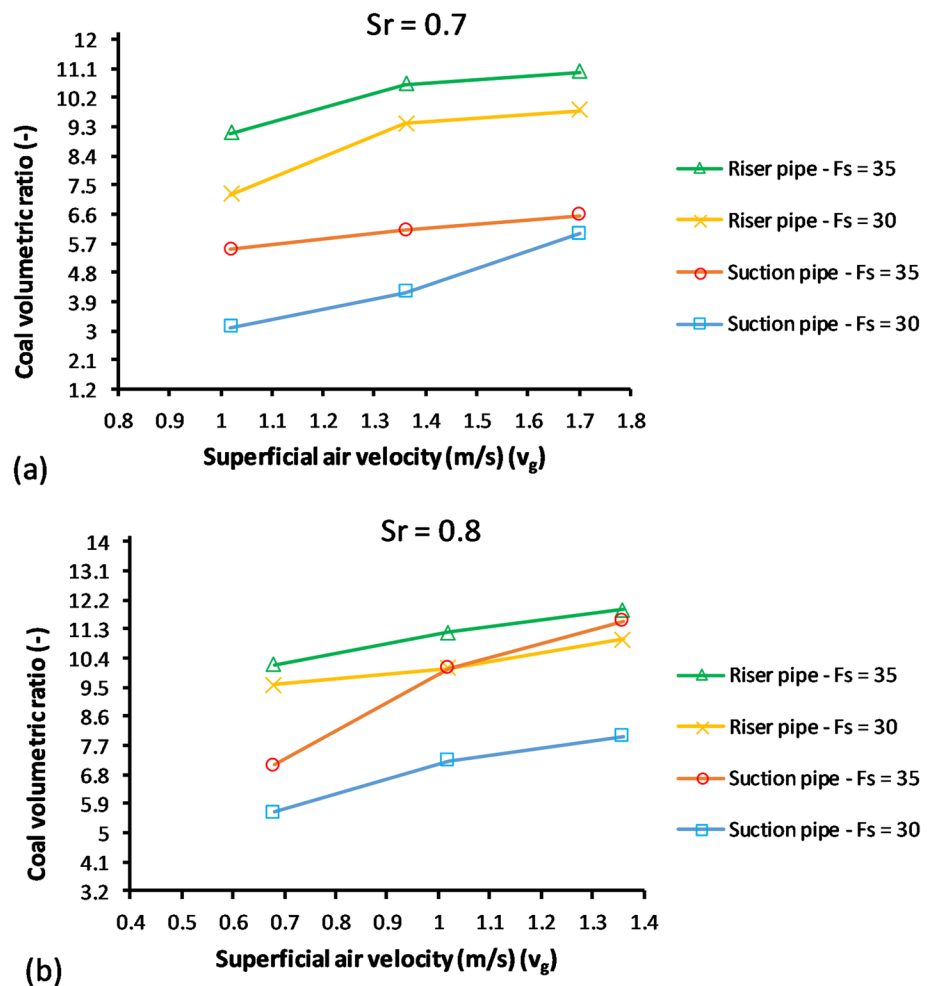 Sr = 0.7
12
11.1
10.2
9.3
8.4
7.5
6.6
5.7
4.8
3.9
3
2.1
1.2
Coal volumetric ratio (-)
0.8 0.9 1 1.1 1.2 1.3 1.4 1.5 1.6 1.7 1.8
Superficial air velocity (m/s) (vg)
Riser pipe - Fs = 35
Riser pipe - Fs = 30
Suction pipe - Fs = 35
Suction pipe - Fs = 30
(a)
Sr = 0.8
14
13.1
12.2
11.3
10.4
9.5
8.6
7.7
6.8
5.9
5
4.1
3.2
Coal volumetric ratio (-)
0.4 0.5 0.6 0.7 0.8 0.9 1 1.1 1.2 1.3 1.4
Superficial air velocity (m/s) (vg)
Riser pipe - Fs = 35
Riser pipe - Fs = 30
Suction pipe - Fs = 35
Suction pipe - Fs = 30
(b)